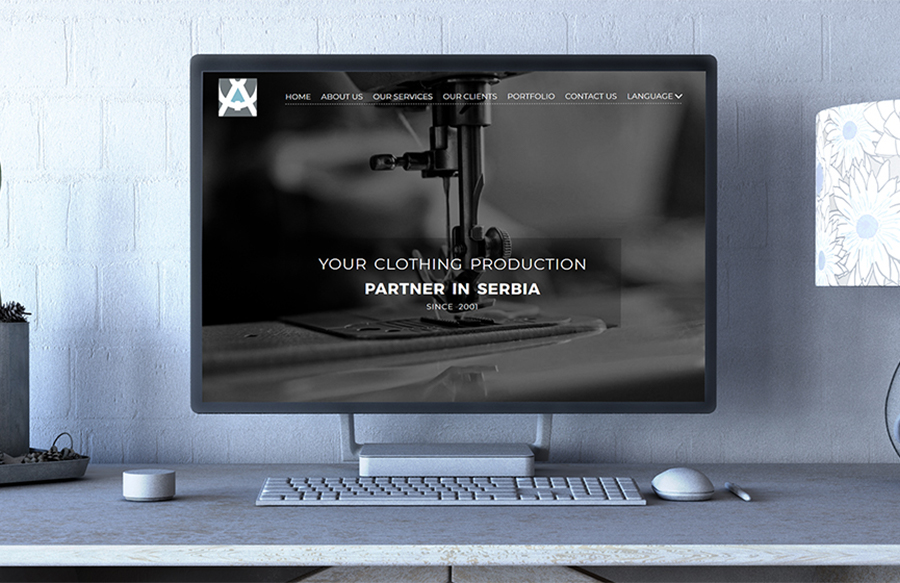 HOME ABOUT US OUR SERVICES OUR CLIENTS PORTFOLIO CONTACT US LANGUAGE
YOUR CLOTHING PRODUCTION
PARTNER IN SERBIA
SINCE 2001